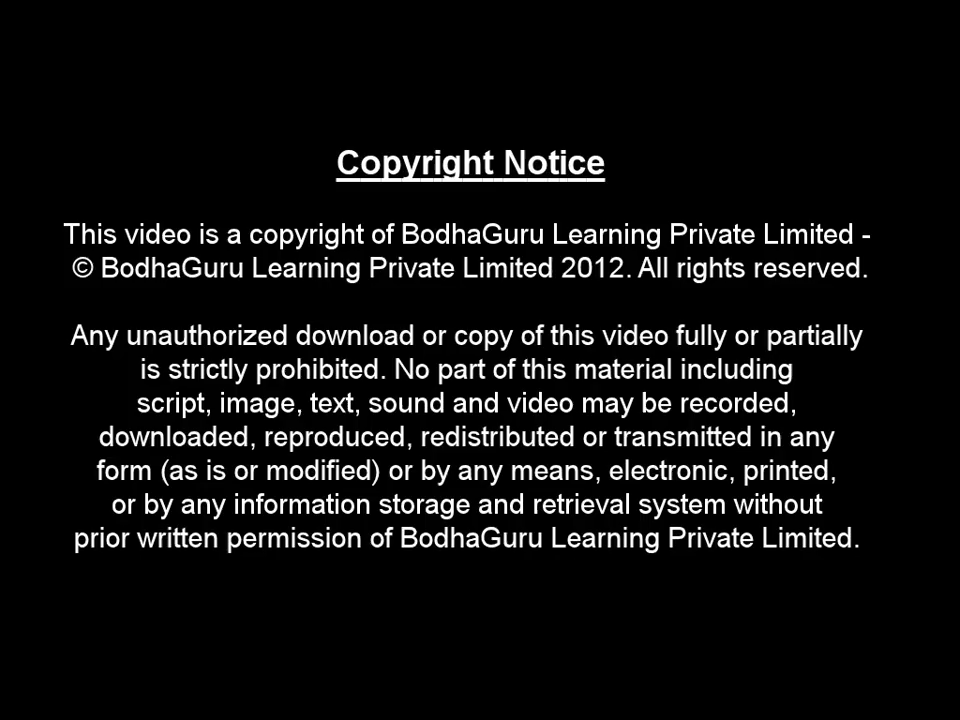 Copyright Notice
This video is a copyright of BodhaGuru Learning Private Limited -
© BodhaGuru Learning Private Limited 2012. All rights reserved.
Any unauthorized download or copy of this video fully or partially
is strictly prohibited. No part of this material including
script, image, text, sound and video may be recorded,
downloaded, reproduced, redistributed or transmitted in any
form (as is or modified) or by any means, electronic, printed,
or by any information storage and retrieval system without
prior written permission of BodhaGuru Learning Private Limited.